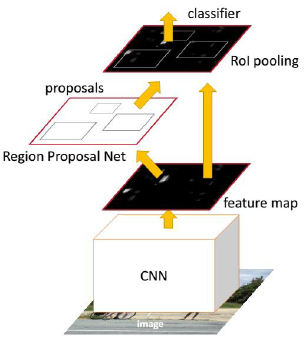 classifier
RoI pooling
proposals
Region Proposal Net
feature map
CNN
image